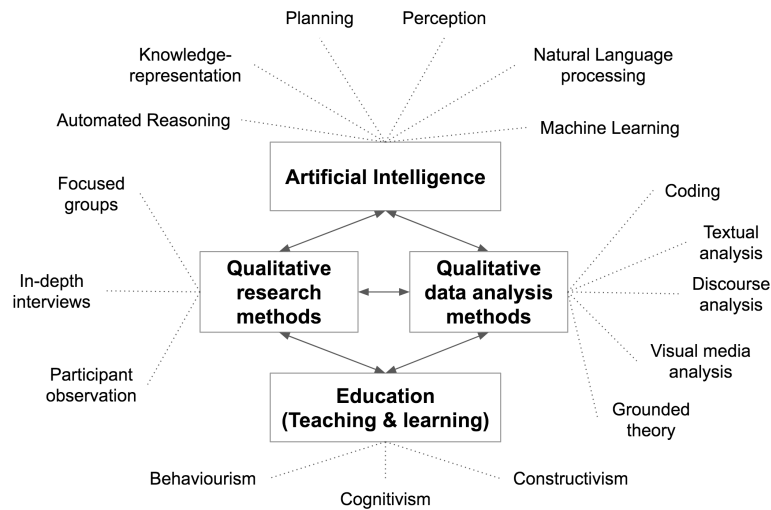 Planning
Perception
Knowledge-
representation
Natural Language
processing
Automated Reasoning
Machine Learning
Artificial Intelligence
Focused
groups
Coding
Textual
analysis
Qualitative
research
methods
Qualitative
data analysis
methods
In-depth
interviews
Discourse
analysis
Visual media
analysis
Participant
observation
Education
(Teaching & learning)
Grounded
theory
Behaviourism
Cognitivism
Constructivism